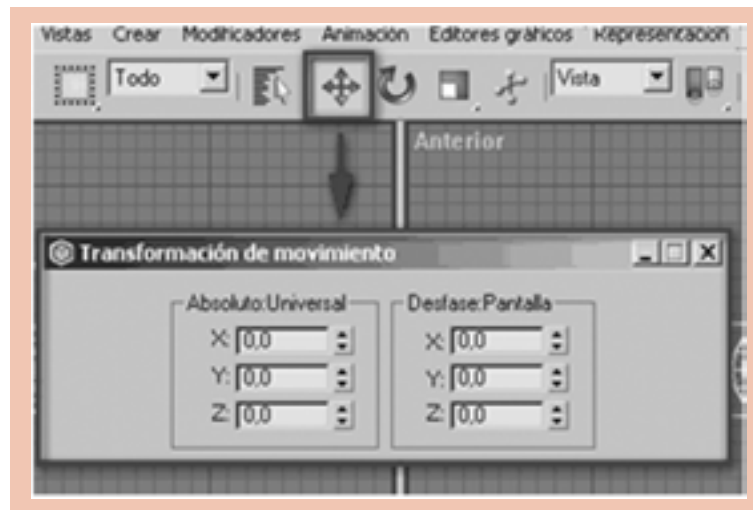 Vistas Crear Modificadores Animación Editores gráficos Representación
Todo Vista
Anterior
Transformación de movimiento
Absoluto:Universal Desfase:Pantalla
X: 0,0 X: 0,0
Y: 0,0 Y: 0,0
Z: 0,0 Z: 0,0